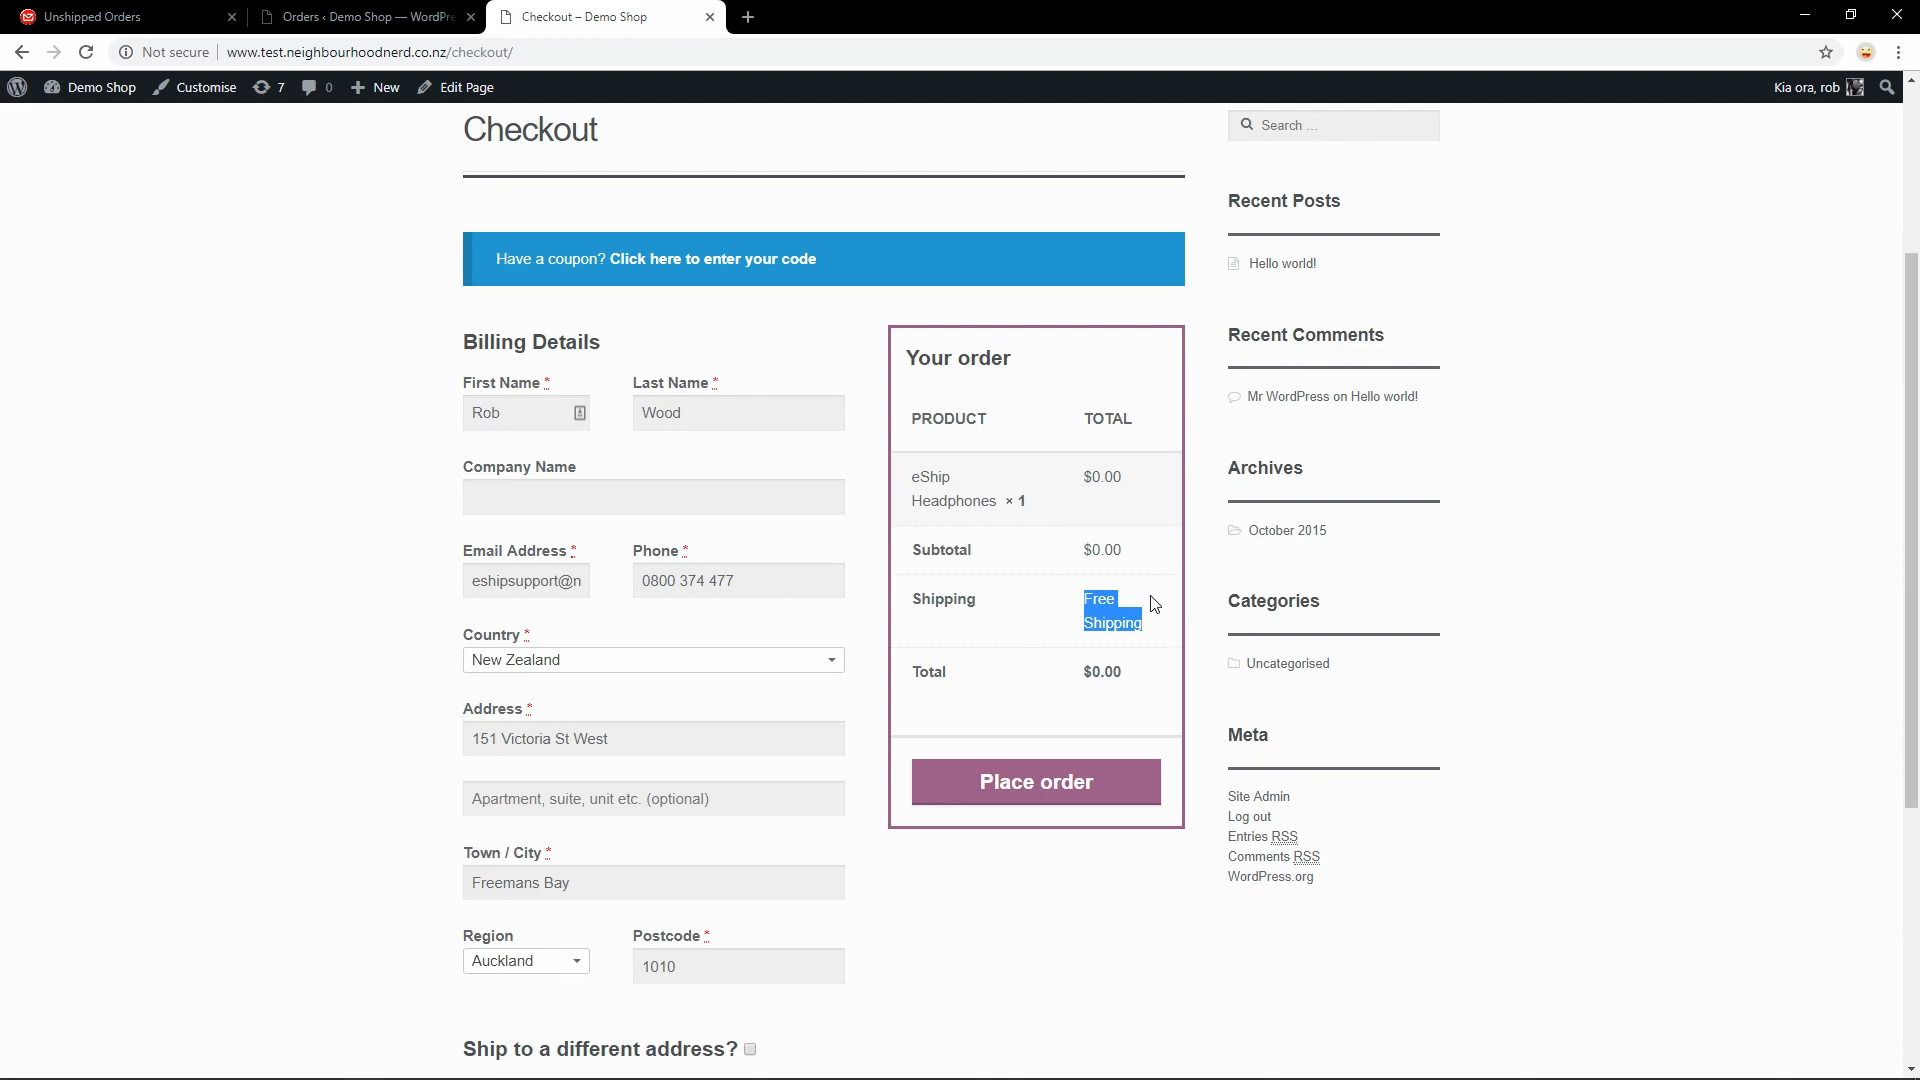 Unshipped Orders
Orders ‹ Demo Shop — WordPre
Checkout – Demo Shop
Not secure
www.test.neighbourhoodnerd.co.nz/checkout/
Demo Shop
Customise
7
0
New
Edit Page
Kia ora, rob
Checkout
Have a coupon? Click here to enter your code
Billing Details
First Name *
Last Name *
Rob
Wood
Company Name
Email Address *
Phone *
eshipsupport@n
0800 374 477
Country *
New Zealand
Address *
151 Victoria St West
Apartment, suite, unit etc. (optional)
Town / City *
Freemans Bay
Region
Postcode *
Auckland
1010
Ship to a different address?
Your order
PRODUCT
TOTAL
eShip
Headphones × 1
$0.00
Subtotal
$0.00
Shipping
Free
Shipping
Total
$0.00
Place order
Search ...
Recent Posts
Hello world!
Recent Comments
Mr WordPress on Hello world!
Archives
October 2015
Categories
Uncategorised
Meta
Site Admin
Log out
Entries RSS
Comments RSS
WordPress.org